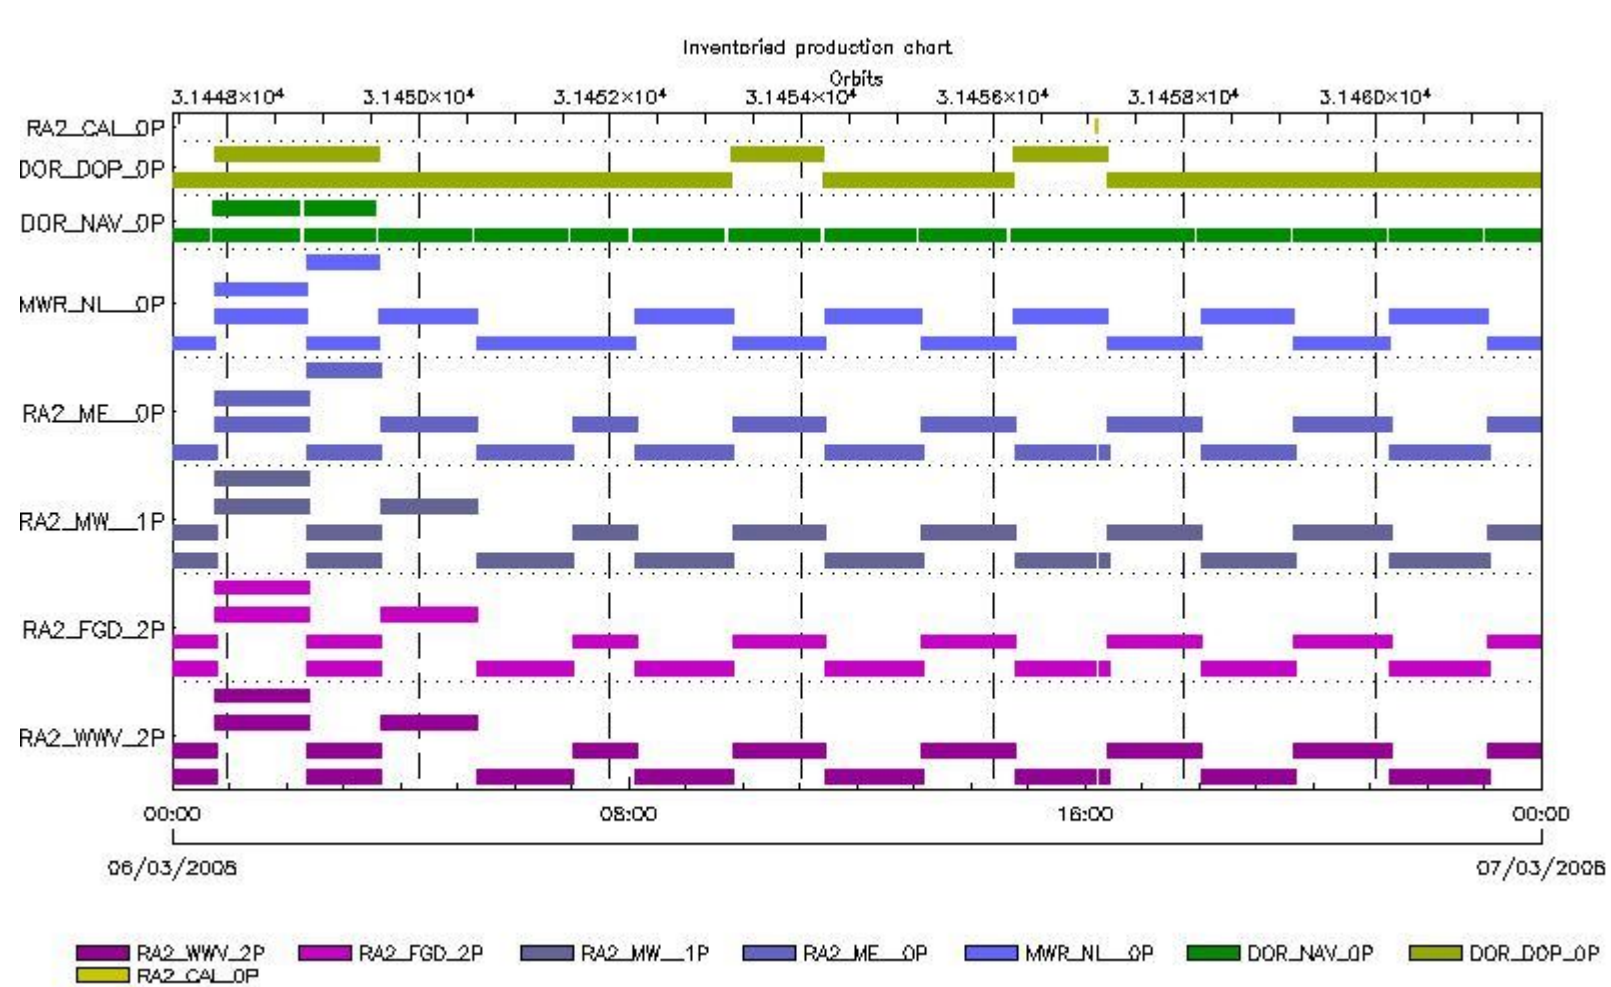 Inventoried production chart
Orbits
3.1448×10⁴ 3.1450×10⁴ 3.1452×10⁴ 3.1454×10⁴ 3.1456×10⁴ 3.1458×10⁴ 3.1460×10⁴
RA2_CAL_0P
DOR_DOP_0P
DOR_NAV_0P
MWR_NL__0P
RA2_ME__0P
RA2_MW__1P
RA2_FGD_2P
RA2_WWV_2P
00:00 08:00 16:00 00:00
06/03/2008 07/03/2008
RA2_WWV_2P RA2_FGD_2P RA2_MW__1P RA2_ME__0P MWR_NL__0P DOR_NAV_0P DOR_DOP_0P
RA2_CAL_0P